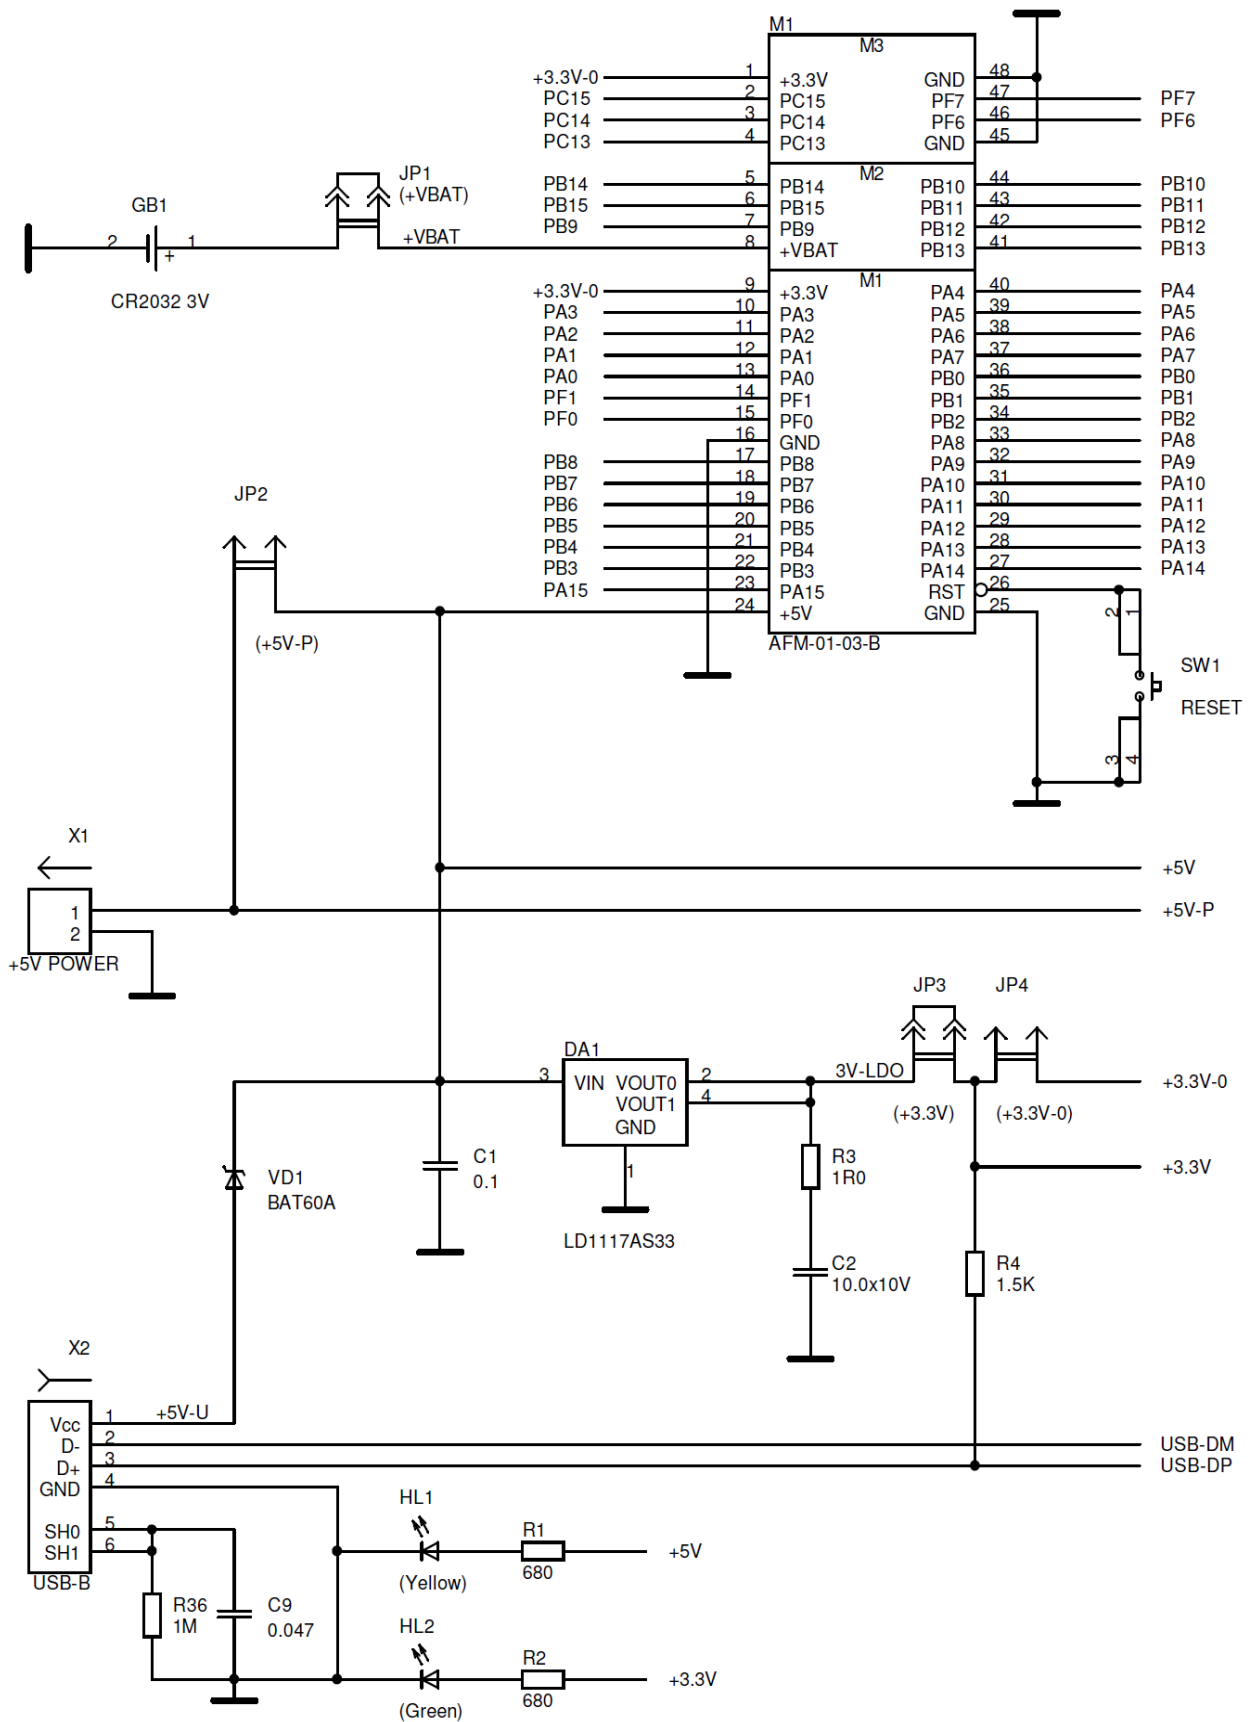 M1
M3
+3.3V-0 1 +3.3V GND 48
PC15 2 PC15 PF7 47 PF7
PC14 3 PC14 PF6 46 PF6
PC13 4 PC13 GND 45
M2
PB14 5 PB14 PB10 44 PB10
PB15 6 PB15 PB11 43 PB11
PB9 7 PB9 PB12 42 PB12
+VBAT 8 +VBAT PB13 41 PB13
JP1
(+VBAT)
GB1
2 1
+
CR2032 3V
M1
+3.3V-0 9 +3.3V PA4 40 PA4
PA3 10 PA3 PA5 39 PA5
PA2 11 PA2 PA6 38 PA6
PA1 12 PA1 PA7 37 PA7
PA0 13 PA0 PB0 36 PB0
PF1 14 PF1 PB1 35 PB1
PF0 15 PF0 PB2 34 PB2
16 GND PA8 33 PA8
PB8 17 PB8 PA9 32 PA9
PB7 18 PB7 PA10 31 PA10
PB6 19 PB6 PA11 30 PA11
PB5 20 PB5 PA12 29 PA12
PB4 21 PB4 PA13 28 PA13
PB3 22 PB3 PA14 27 PA14
PA15 23 PA15 RST 26
24 +5V GND 25
AFM-01-03-B
JP2
(+5V-P)
2 1
SW1
RESET
3 4
X1
1
2
+5V POWER
+5V
+5V-P
JP3 JP4
DA1
3 VIN VOUT0 2
VOUT1 4
GND
1
LD1117AS33
3V-LDO
(+3.3V) (+3.3V-0)
+3.3V-0
+3.3V
C1
0.1
VD1
BAT60A
R3
1R0
C2
10.0x10V
R4
1.5K
X2
Vcc 1 +5V-U
D- 2 USB-DM
D+ 3 USB-DP
GND 4
SH0 5
SH1 6
USB-B
HL1
(Yellow)
R1
680
+5V
R36
1M
C9
0.047
HL2
(Green)
R2
680
+3.3V